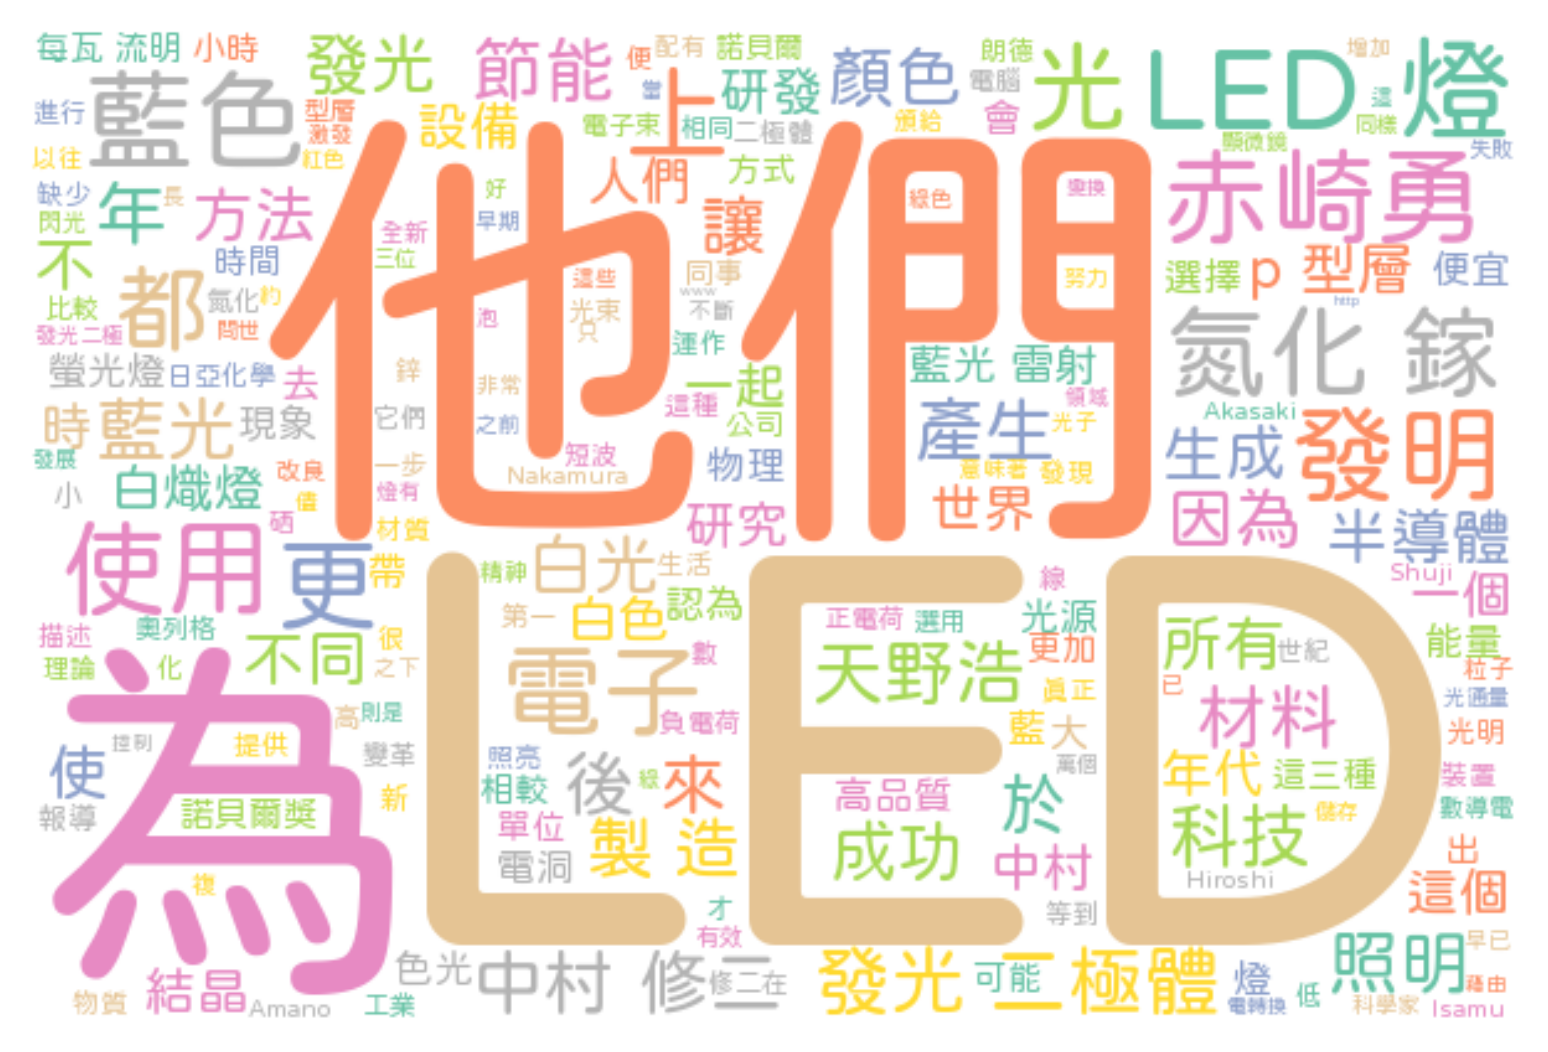 每瓦 流明 小時 發光 節能 便 配有 諾貝爾 顏色 朗德 光 LED 燈 增加
藍色 型層 設備 上 研發 電腦 這
進行 激發 電子束 相同 二極體 頒給 會 同樣
以往 紅色 人們 方式 顯微鏡 失敗
缺少 年 長 方法 好 讓 綠色 變換 赤崎勇
閃光 全新 早期
不 時間 三位 他們 同事 這些 努力 選擇 p 型層 便宜
比較 都 氮化 約 www 不斷 光束 http
發光二極 問世 泡 只 運作 氮化 鎵
螢光燈 日亞化學 去 鋅 非常 一起 藍光 雷射
時 藍光 現象 它們 之前 這種 公司 產生 領域 光子 Akasaki 發明
發展 白熾燈 改良 一步 短波 物理 意味著 發現 生成
小 值 燈有 Nakamura 世界
硒 材質 研究 因為 半導體
使用 更 帶 精神 白光 生活 線 Shuji 一個
描述 奧列格 很 第一 白色 認為 正電荷 選用 光源 所有 世紀 能量
理論 化 不同 之下 電子 數 天野浩 更加 粒子
為 高 則是 負電荷 藍 大 真正 已 材料 光通量
控制 提供 變革 照亮 萬個 光明
使 新 相較 後 綠 來 高品質 於 年代 這三種 裝置
報導 諾貝爾獎 單位 製 造 成功 科技 儲存 數導電
電洞 LED 中村 出
複 才 Hiroshi 這個
有效 等到
結晶 色光 中村 修二 修二在 發光二極體 可能 燈 照明 早已
物質 Amano 工業 電轉換 低 科學家 藉由 Isamu